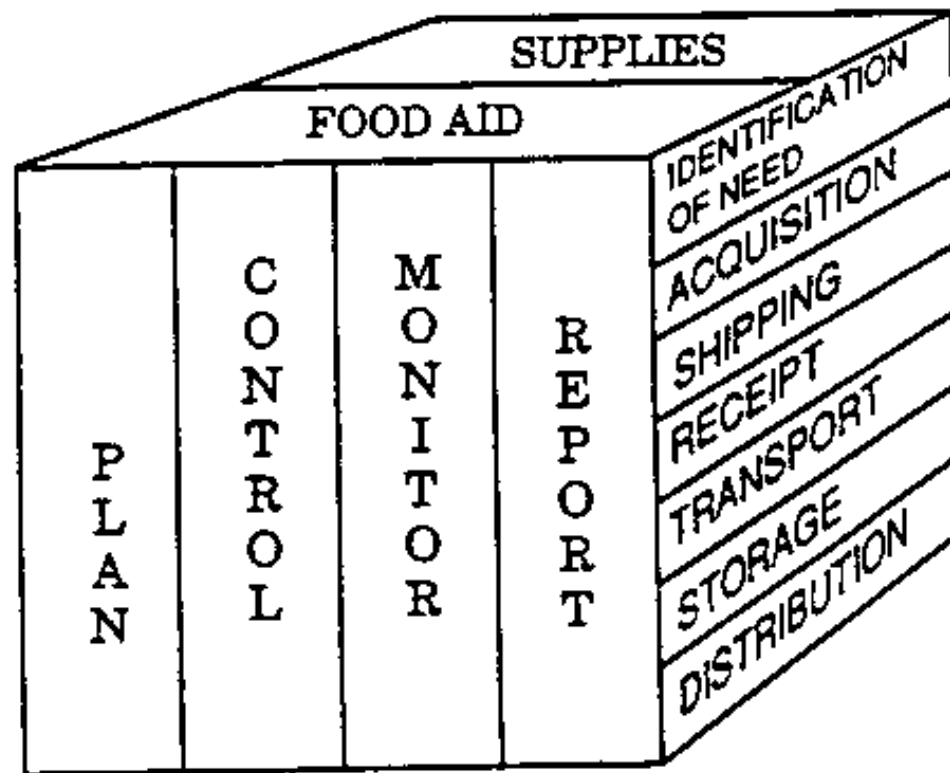 SUPPLIES
FOOD AID
PLAN
CONTROL
MONITOR
REPORT
IDENTIFICATION
OF NEED
ACQUISITION
SHIPPING
RECEIPT
TRANSPORT
STORAGE
DISTRIBUTION